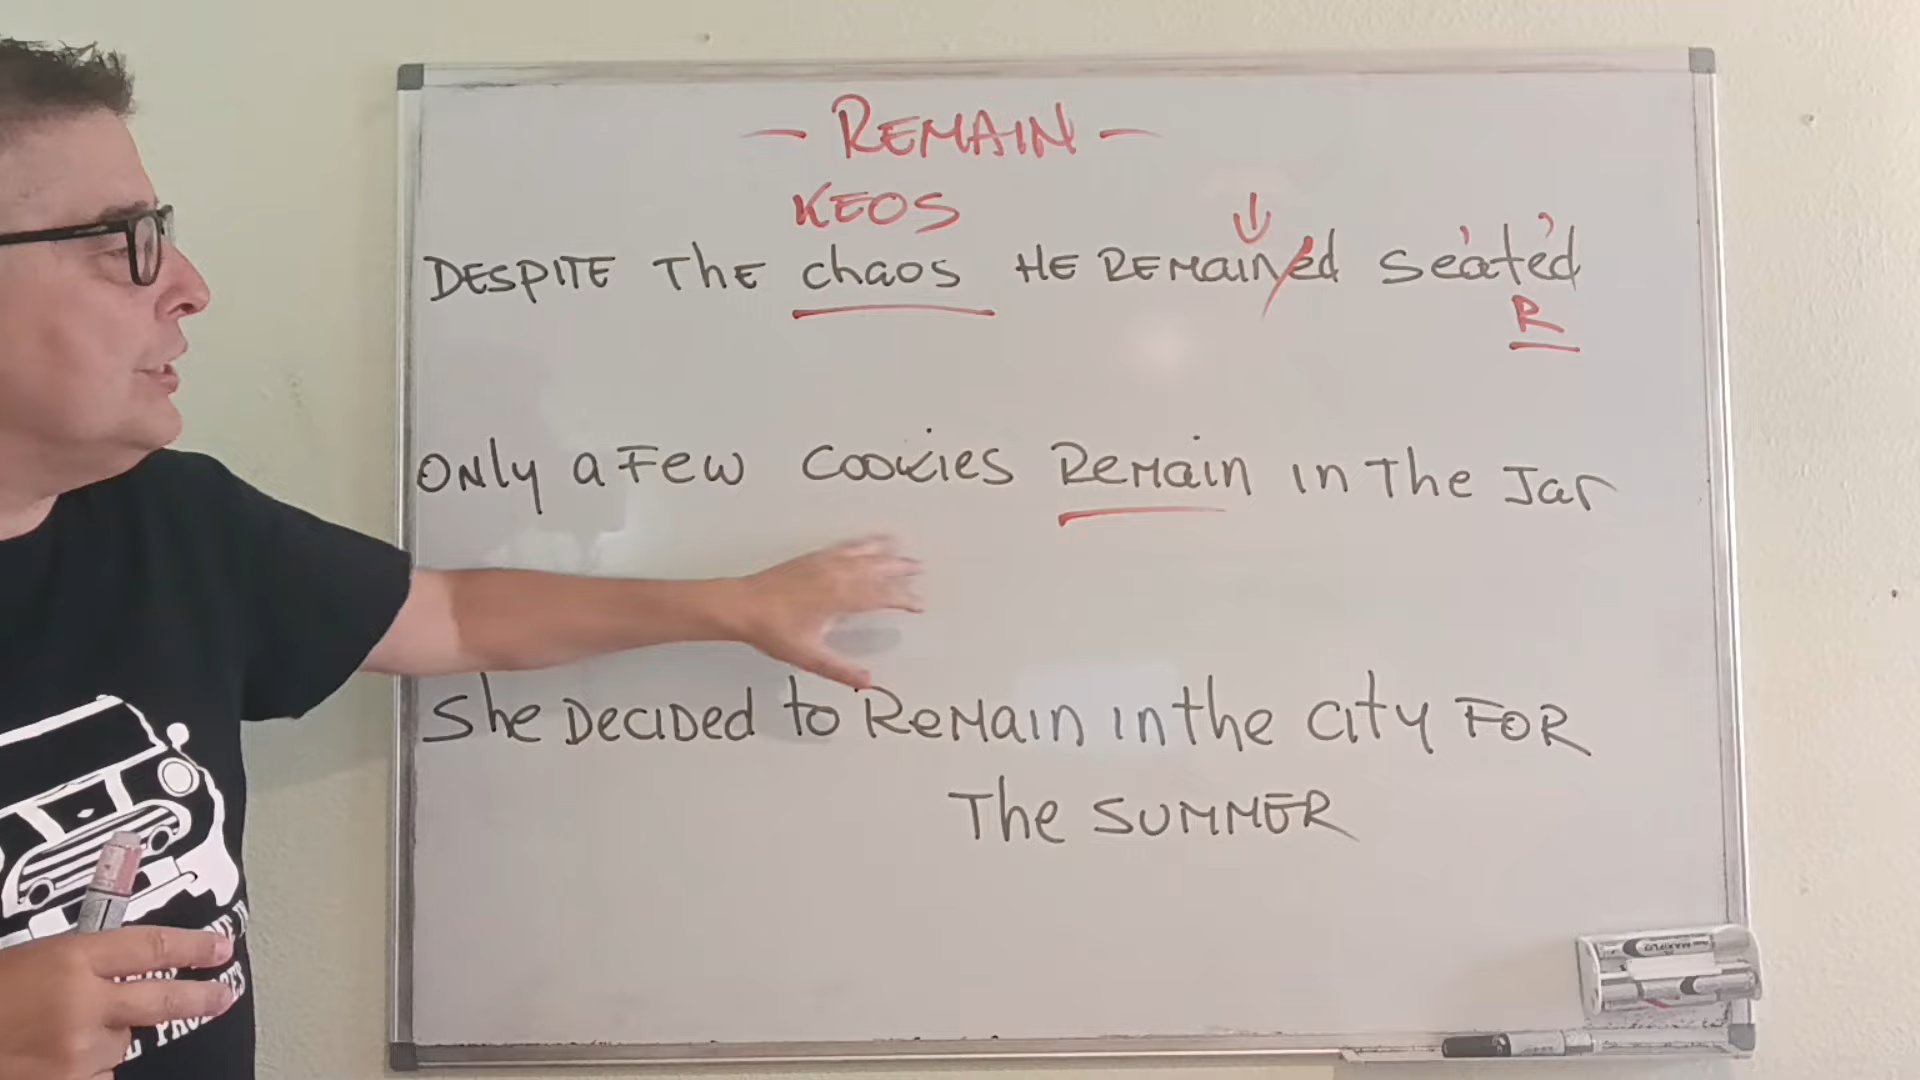 - REMAIN -
KEOS
DESPITE The chaos HE REMained seated
R
ONly a Few cookies Remain in The Jar
She DeciDeD to ReMain in the city FOR
The SUMMER